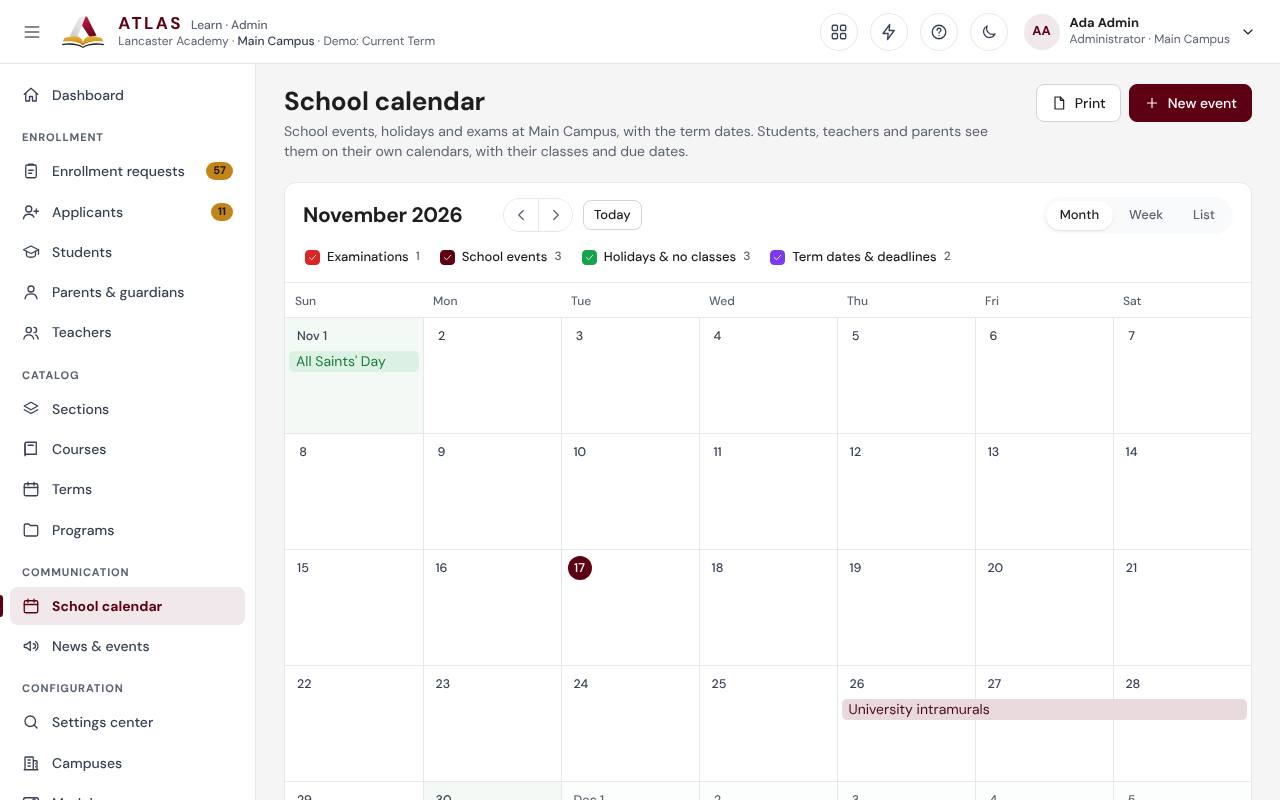 ATLAS Learn · Admin
Lancaster Academy · Main Campus · Demo: Current Term
AA
Ada Admin
Administrator · Main Campus
Dashboard
ENROLLMENT
Enrollment requests 57
Applicants 11
Students
Parents & guardians
Teachers
CATALOG
Sections
Courses
Terms
Programs
COMMUNICATION
School calendar
News & events
CONFIGURATION
Settings center
Campuses
School calendar
School events, holidays and exams at Main Campus, with the term dates. Students, teachers and parents see
them on their own calendars, with their classes and due dates.
Print
New event
November 2026
Today
Month Week List
Examinations 1 School events 3 Holidays & no classes 3 Term dates & deadlines 2
Sun Mon Tue Wed Thu Fri Sat
Nov 1 2 3 4 5 6 7
All Saints' Day
8 9 10 11 12 13 14
15 16 17 18 19 20 21
22 23 24 25 26 27 28
University intramurals
29 30 Dec 1 2 3 4 5